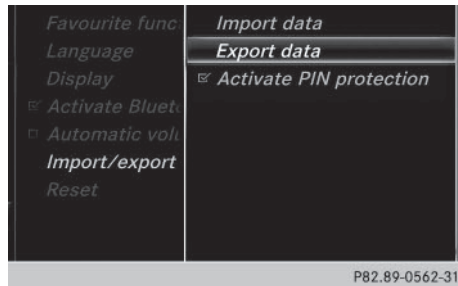 Favourite func
Language
Display
Activate Bluet
Automatic volu
Import/export
Reset
Import data
Export data
Activate PIN protection
P82.89-0562-31